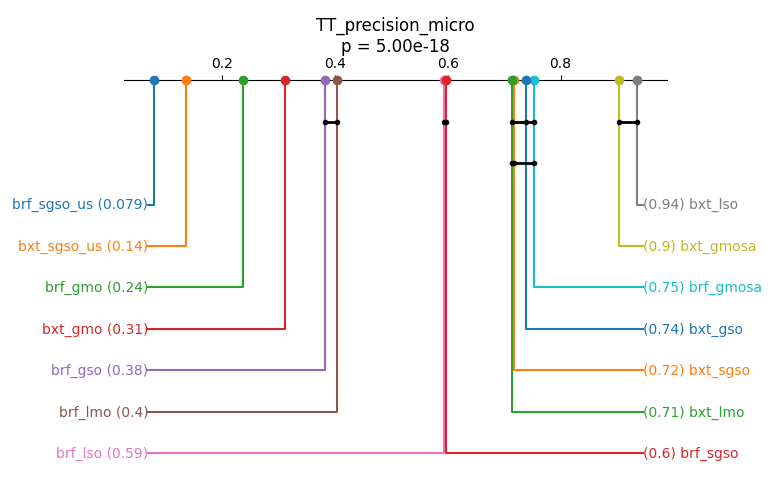 TT_precision_micro
p = 5.00e-18
0.2 0.4 0.6 0.8
brf_sgso_us (0.079) (0.94) bxt_lso
bxt_sgso_us (0.14) (0.9) bxt_gmosa
brf_gmo (0.24) (0.75) brf_gmosa
bxt_gmo (0.31) (0.74) bxt_gso
brf_gso (0.38) (0.72) bxt_sgso
brf_lmo (0.4) (0.71) bxt_lmo
brf_lso (0.59) (0.6) brf_sgso